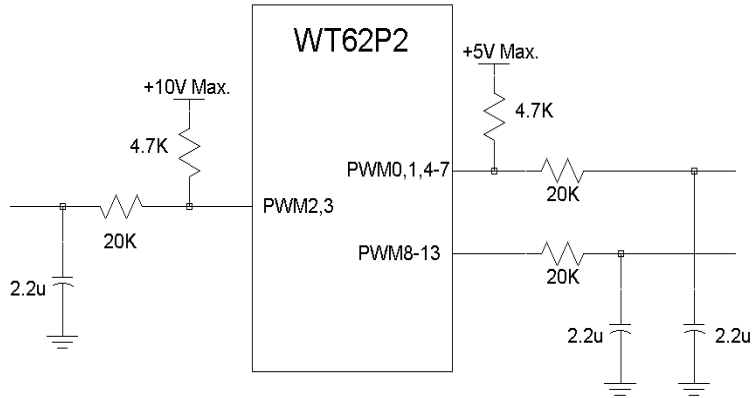 WT62P2
+5V Max.
+10V Max.
4.7K
4.7K
PWM0,1,4-7
20K
PWM2,3
20K
PWM8-13
20K
2.2u
2.2u
2.2u